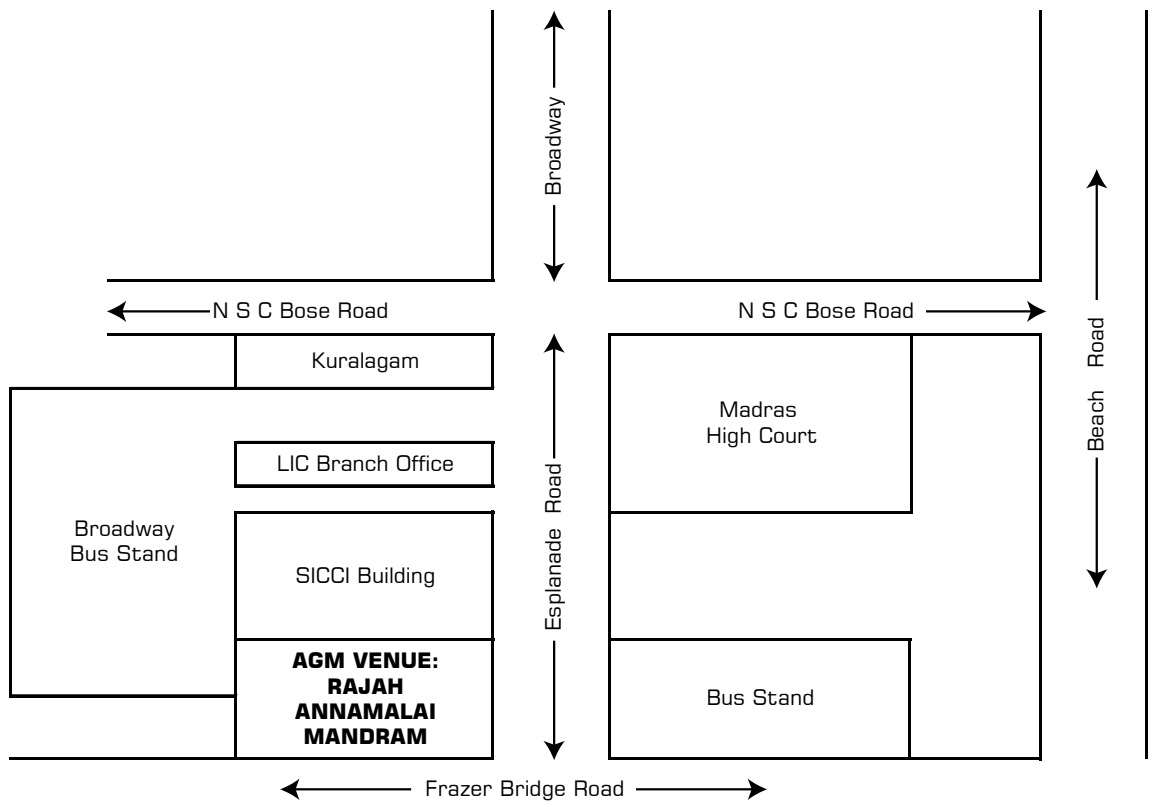 Broadway
N S C Bose Road
N S C Bose Road
Kuralagam
Madras
High Court
Beach Road
LIC Branch Office
Broadway
Bus Stand
SICCI Building
Esplanade Road
AGM VENUE:
RAJAH
ANNAMALAI
MANDRAM
Bus Stand
Frazer Bridge Road